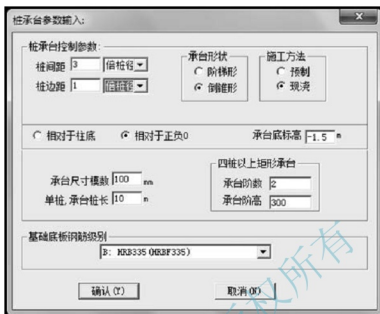 桩承台参数输入:
桩承台控制参数:
桩间距 3 倍桩径
桩边距 1 倍桩径
承台形状
阶梯形
倒锥形
施工方法
预制
现浇
相对于柱底 相对于正负0 承台底标高 -1.5 m
承台尺寸模数 100 mm
单桩,承台桩长 10 m
四桩以上矩形承台
承台阶数 2
承台阶高 300
基础底板钢筋级别
B: HRB335(HRBF335)
确认(Y) 取消(N)
版权所有